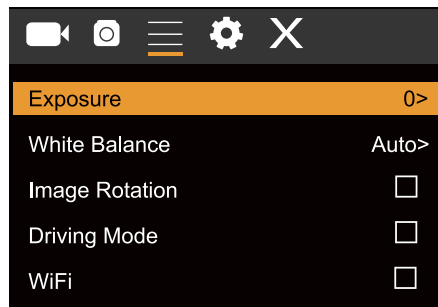 Exposure 0>
White Balance Auto>
Image Rotation
Driving Mode
WiFi